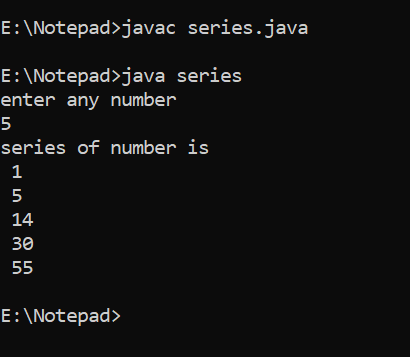 E:\Notepad>javac series.java
E:\Notepad>java series
enter any number
5
series of number is
1
5
14
30
55
E:\Notepad>